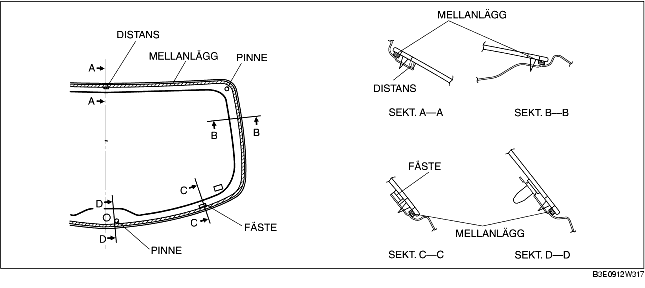 DISTANS
MELLANLÄGG
PINNE
A
A
B
B
C
C
D
D
FÄSTE
PINNE
MELLANLÄGG
DISTANS
SEKT. A—A
SEKT. B—B
FÄSTE
MELLANLÄGG
SEKT. C—C
SEKT. D—D
B3E0912W317